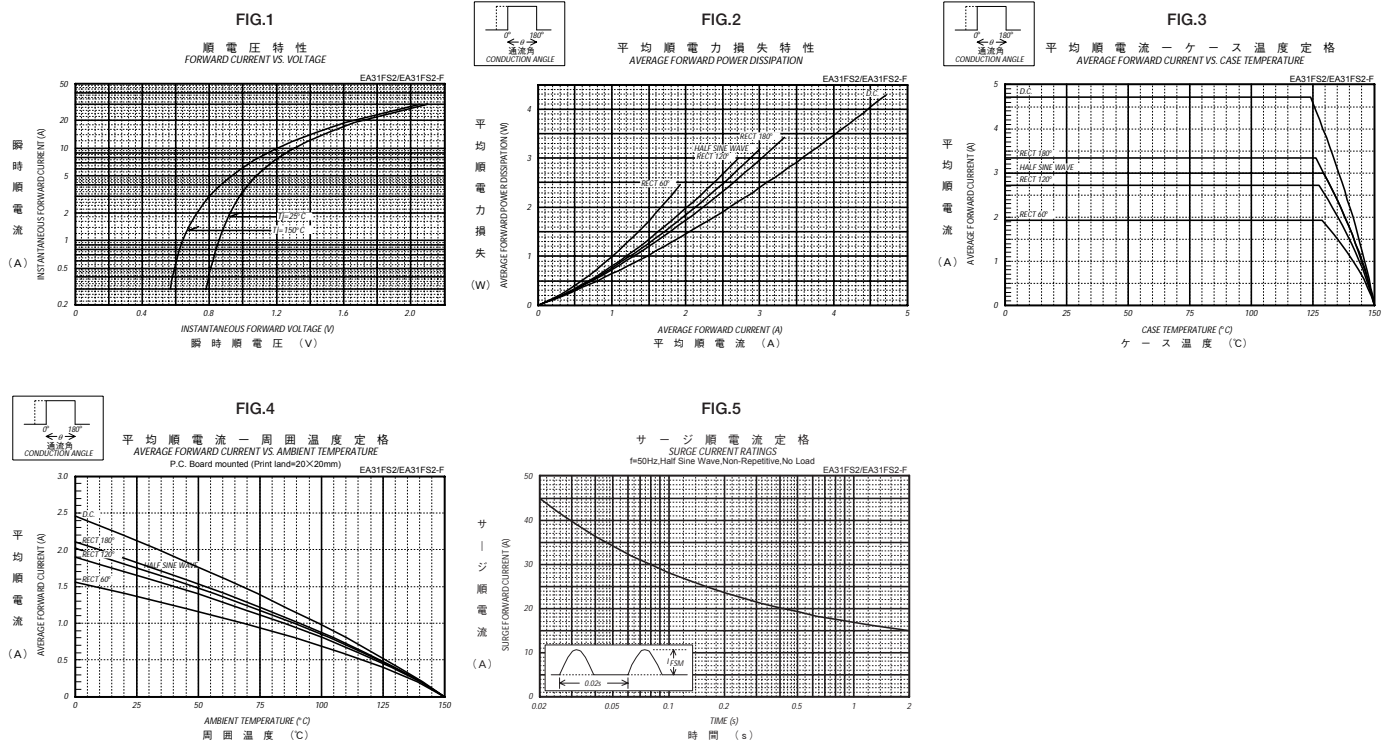 FIG.1
順電圧特性
FORWARD CURRENT VS. VOLTAGE
EA31FS2/EA31FS2-F
瞬時順電流 (A)
INSTANTANEOUS FORWARD CURRENT (A)
50
20
10
5
2
1
0.5
0.2
Tj=25°C
Tj=150°C
0 0.4 0.8 1.2 1.6 2.0
INSTANTANEOUS FORWARD VOLTAGE (V)
瞬時順電圧 (V)
0° 180°
θ
通流角
CONDUCTION ANGLE
FIG.2
平均順電力損失特性
AVERAGE FORWARD POWER DISSIPATION
EA31FS2/EA31FS2-F
平均順電力損失 (W)
AVERAGE FORWARD POWER DISSIPATION (W)
4
3
2
1
0
D.C.
RECT 180°
HALF SINE WAVE
RECT 120°
RECT 60°
0 1 2 3 4 5
AVERAGE FORWARD CURRENT (A)
平均順電流 (A)
0° 180°
θ
通流角
CONDUCTION ANGLE
FIG.3
平均順電流ーケース温度定格
AVERAGE FORWARD CURRENT VS. CASE TEMPERATURE
EA31FS2/EA31FS2-F
平均順電流 (A)
AVERAGE FORWARD CURRENT (A)
5
4
3
2
1
0
D.C.
RECT 180°
HALF SINE WAVE
RECT 120°
RECT 60°
0 25 50 75 100 125 150
CASE TEMPERATURE (°C)
ケース温度 (℃)
0° 180°
θ
通流角
CONDUCTION ANGLE
FIG.4
平均順電流ー周囲温度定格
AVERAGE FORWARD CURRENT VS. AMBIENT TEMPERATURE
P.C. Board mounted (Print land=20×20mm)
EA31FS2/EA31FS2-F
平均順電流 (A)
AVERAGE FORWARD CURRENT (A)
3.0
2.5
2.0
1.5
1.0
0.5
0
D.C.
RECT 180°
RECT 120°
HALF SINE WAVE
RECT 60°
0 25 50 75 100 125 150
AMBIENT TEMPERATURE (°C)
周囲温度 (℃)
FIG.5
サージ順電流定格
SURGE CURRENT RATINGS
f=50Hz,Half Sine Wave,Non-Repetitive,No Load
EA31FS2/EA31FS2-F
サージ順電流 (A)
SURGE FORWARD CURRENT (A)
50
40
30
20
10
0
IFSM
0.02s
0.02 0.05 0.1 0.2 0.5 1 2
TIME (s)
時間 (s)